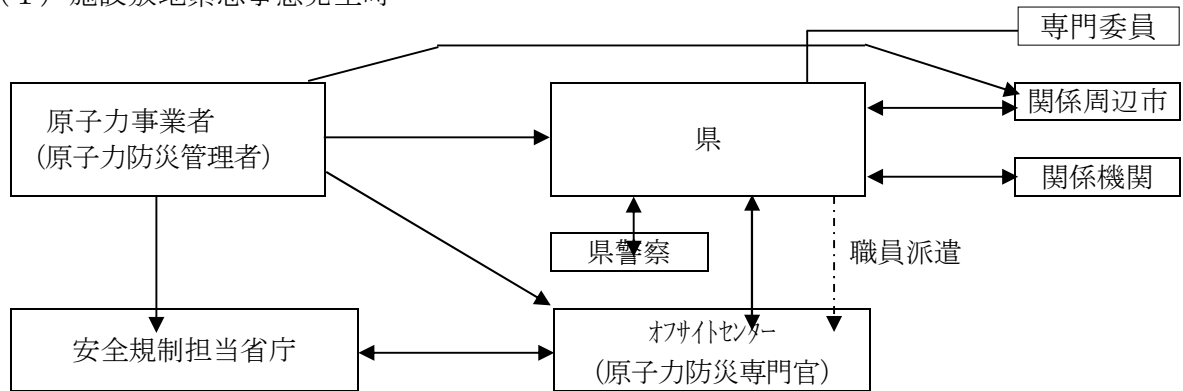 (1)施設敷地緊急事態発生時
専門委員
原子力事業者
(原子力防災管理者)
県
関係周辺市
関係機関
県警察
職員派遣
安全規制担当省庁
オフサイトセンター
(原子力防災専門官)